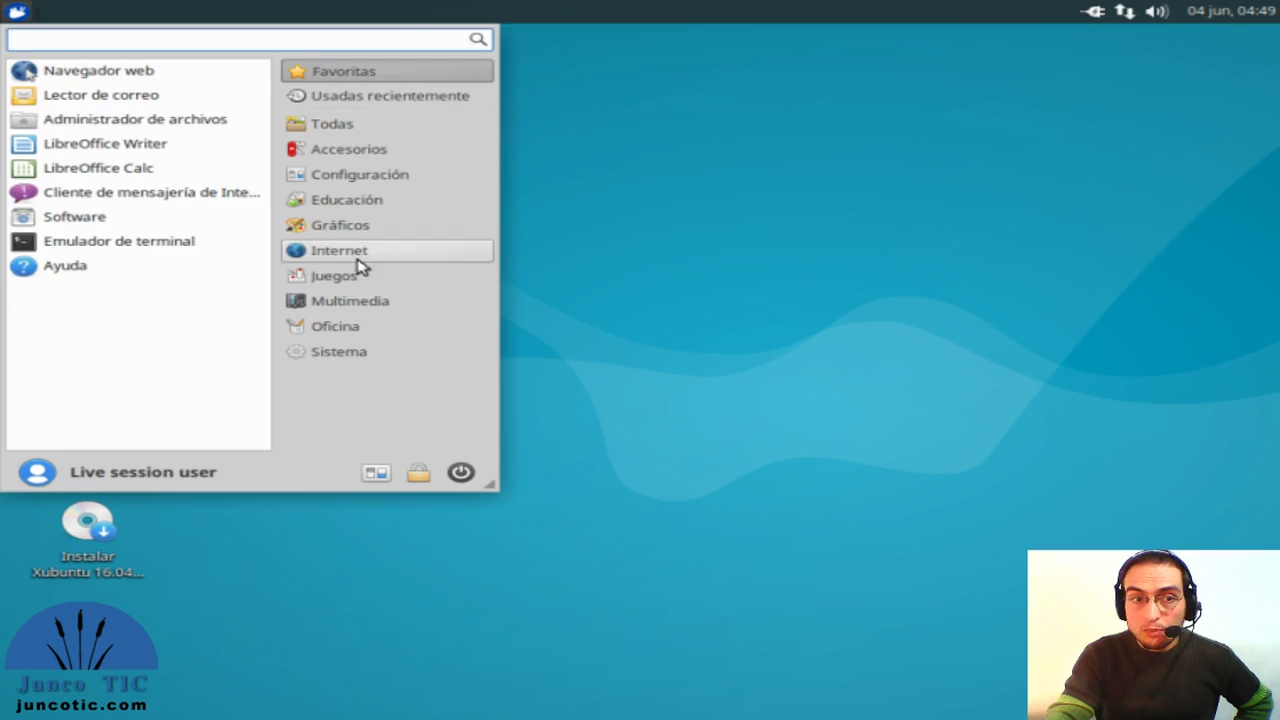 04 jun, 04:49
Navegador web
Lector de correo
Administrador de archivos
LibreOffice Writer
LibreOffice Calc
Cliente de mensajería de Inte...
Software
Emulador de terminal
Ayuda
Favoritas
Usadas recientemente
Todas
Accesorios
Configuración
Educación
Gráficos
Internet
Juegos
Multimedia
Oficina
Sistema
Live session user
Instalar
Xubuntu 16.04...
Junco TIC
juncotic.com